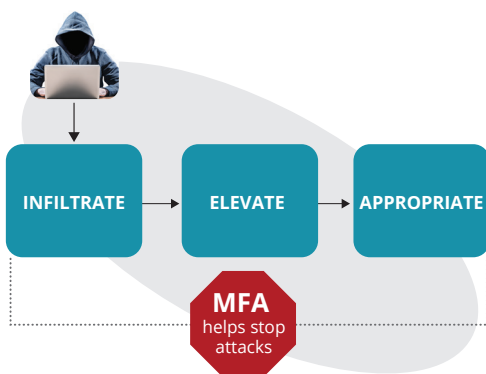 INFILTRATE
ELEVATE
APPROPRIATE
MFA
helps stop
attacks